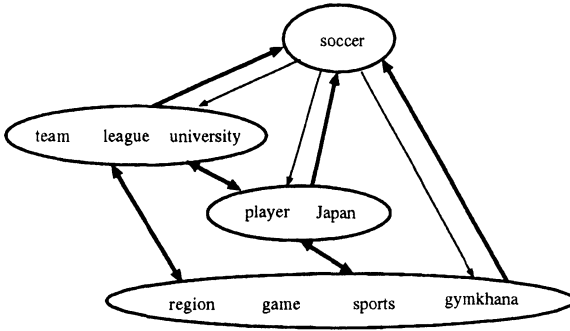 soccer
team league university
player Japan
region game sports gymkhana